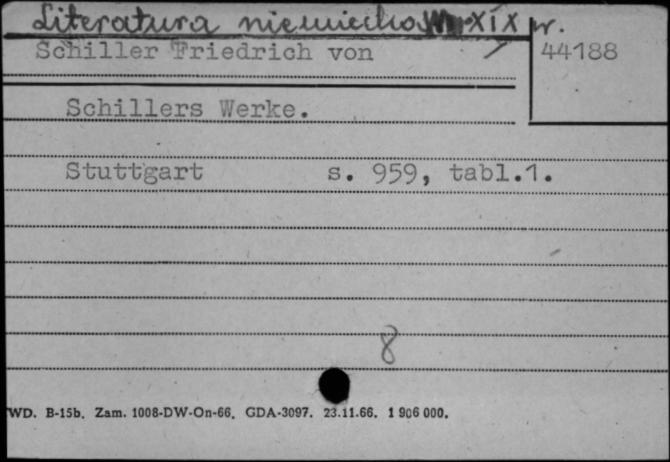 Literatura niemiecka XIX w.
Schiller Friedrich von 44188
Schillers Werke.
Stuttgart s. 959, tabl.1.
8
WD. B-15b. Zam. 1008-DW-On-66. GDA-3097. 23.11.66. 1 906 000.